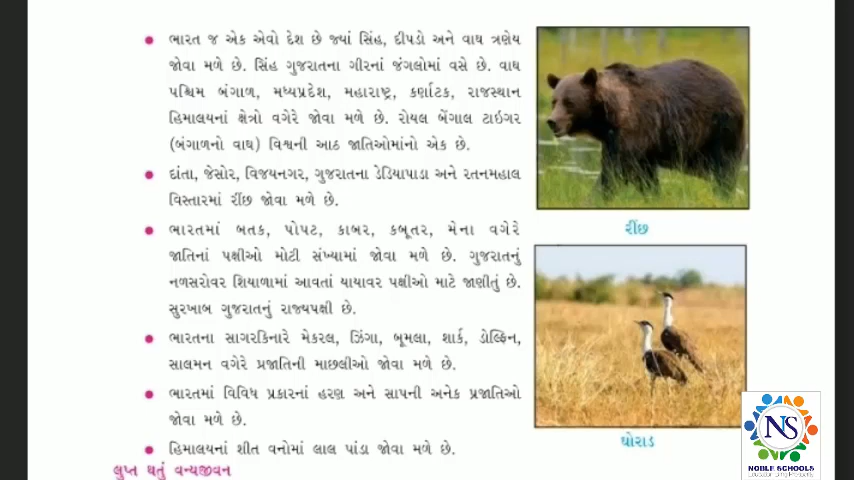 • ભારત જ એક એવો દેશ છે જ્યાં સિંહ, દીપડો અને વાઘ ત્રણેય
જોવા મળે છે. સિંહ ગુજરાતના ગીરનાં જંગલોમાં વસે છે. વાઘ
પશ્ચિમ બંગાળ, મધ્યપ્રદેશ, મહારાષ્ટ્ર, કર્ણાટક, રાજસ્થાન
હિમાલયનાં ક્ષેત્રો વગેરે જોવા મળે છે. રોયલ બેંગાલ ટાઇગર
(બંગાળનો વાઘ) વિશ્વની આઠ જાતિઓમાંનો એક છે.
• દાંતા, જેસોર, વિજયનગર, ગુજરાતના ડેડિયાપાડા અને રતનમહાલ
વિસ્તારમાં રીંછ જોવા મળે છે.
રીંછ
• ભારતમાં બતક, પોપટ, કાબર, કબૂતર, મેના વગેરે
જાતિનાં પક્ષીઓ મોટી સંખ્યામાં જોવા મળે છે. ગુજરાતનું
નળસરોવર શિયાળામાં આવતાં યાયાવર પક્ષીઓ માટે જાણીતું છે.
સુરખાબ ગુજરાતનું રાજ્યપક્ષી છે.
• ભારતના સાગરકિનારે મેકરલ, ઝિંગા, બૂમલા, શાર્ક, ડોલ્ફિન,
સાલમન વગેરે પ્રજાતિની માછલીઓ જોવા મળે છે.
• ભારતમાં વિવિધ પ્રકારનાં હરણ અને સાપની અનેક પ્રજાતિઓ
જોવા મળે છે.
ઘોરાડ
• હિમાલયનાં શીત વનોમાં લાલ પાંડા જોવા મળે છે.
લુપ્ત થતું વન્યજીવન
NS
NOBLE SCHOOLS